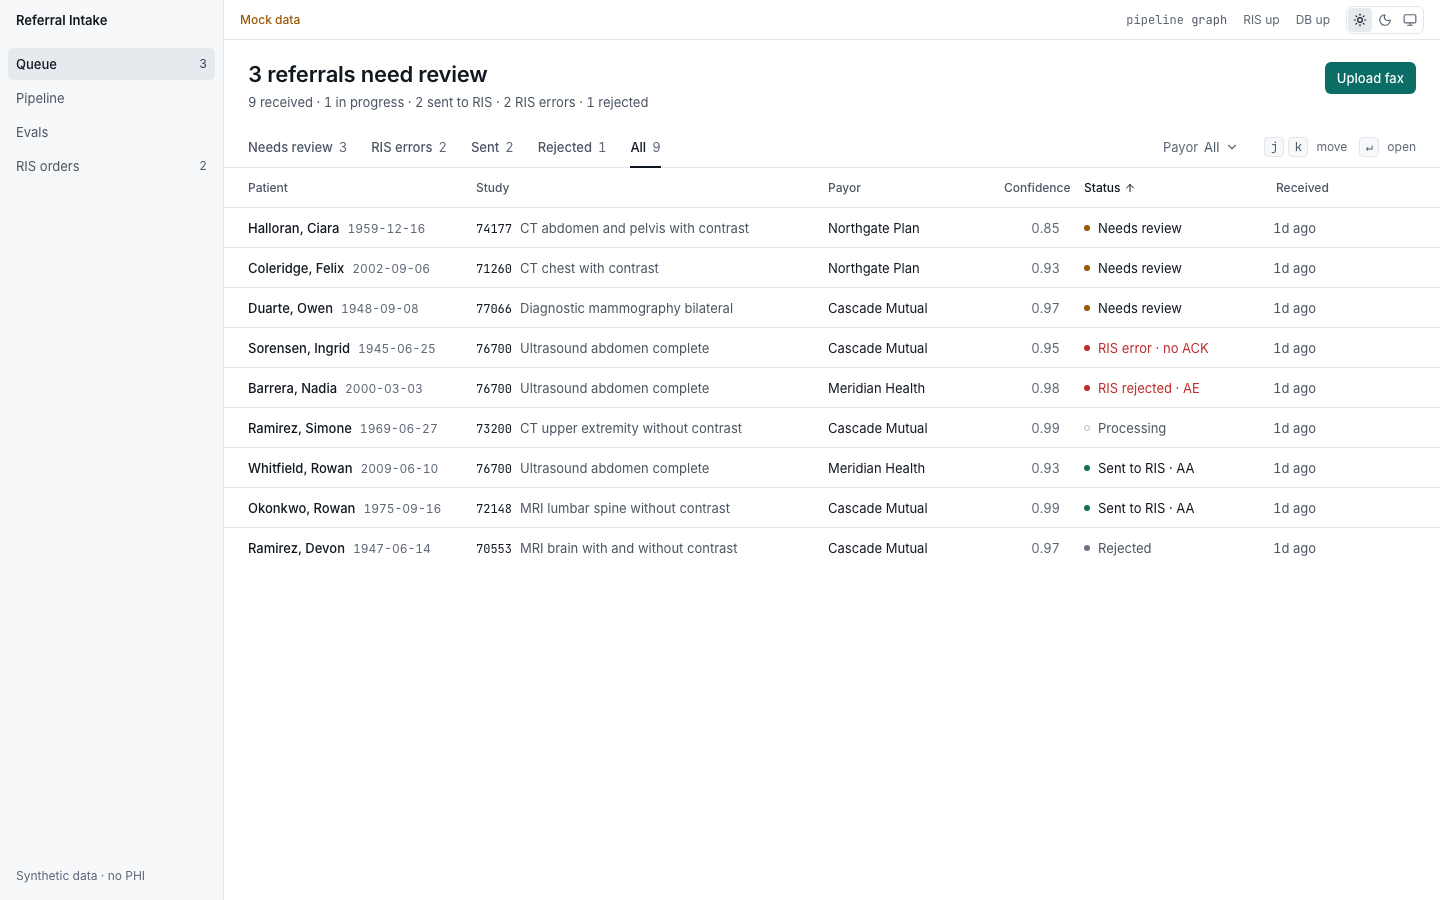 Referral Intake
Queue 3
Pipeline
Evals
RIS orders 2
Synthetic data · no PHI
Mock data
pipeline graph RIS up DB up
3 referrals need review
Upload fax
9 received · 1 in progress · 2 sent to RIS · 2 RIS errors · 1 rejected
Needs review 3 RIS errors 2 Sent 2 Rejected 1 All 9 Payor All j k move ↵ open
Patient Study Payor Confidence Status ↑ Received
Halloran, Ciara 1959-12-16 74177 CT abdomen and pelvis with contrast Northgate Plan 0.85 Needs review 1d ago
Coleridge, Felix 2002-09-06 71260 CT chest with contrast Northgate Plan 0.93 Needs review 1d ago
Duarte, Owen 1948-09-08 77066 Diagnostic mammography bilateral Cascade Mutual 0.97 Needs review 1d ago
Sorensen, Ingrid 1945-06-25 76700 Ultrasound abdomen complete Cascade Mutual 0.95 RIS error · no ACK 1d ago
Barrera, Nadia 2000-03-03 76700 Ultrasound abdomen complete Meridian Health 0.98 RIS rejected · AE 1d ago
Ramirez, Simone 1969-06-27 73200 CT upper extremity without contrast Cascade Mutual 0.99 Processing 1d ago
Whitfield, Rowan 2009-06-10 76700 Ultrasound abdomen complete Meridian Health 0.93 Sent to RIS · AA 1d ago
Okonkwo, Rowan 1975-09-16 72148 MRI lumbar spine without contrast Cascade Mutual 0.99 Sent to RIS · AA 1d ago
Ramirez, Devon 1947-06-14 70553 MRI brain with and without contrast Cascade Mutual 0.97 Rejected 1d ago